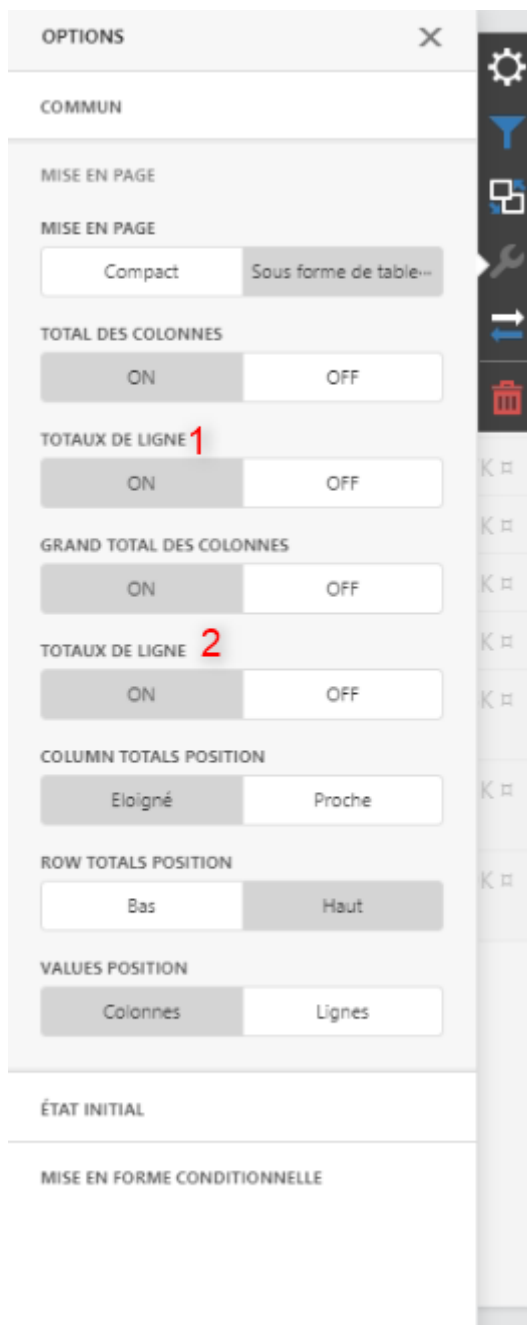 OPTIONS
COMMUN
MISE EN PAGE
MISE EN PAGE
Compact Sous forme de table...
TOTAL DES COLONNES
ON OFF
TOTAUX DE LIGNE 1
ON OFF
GRAND TOTAL DES COLONNES
ON OFF
TOTAUX DE LIGNE 2
ON OFF
COLUMN TOTALS POSITION
Eloigné Proche
ROW TOTALS POSITION
Bas Haut
VALUES POSITION
Colonnes Lignes
ÉTAT INITIAL
MISE EN FORME CONDITIONNELLE
K ¤
K ¤
K ¤
K ¤
K ¤
K ¤
K ¤